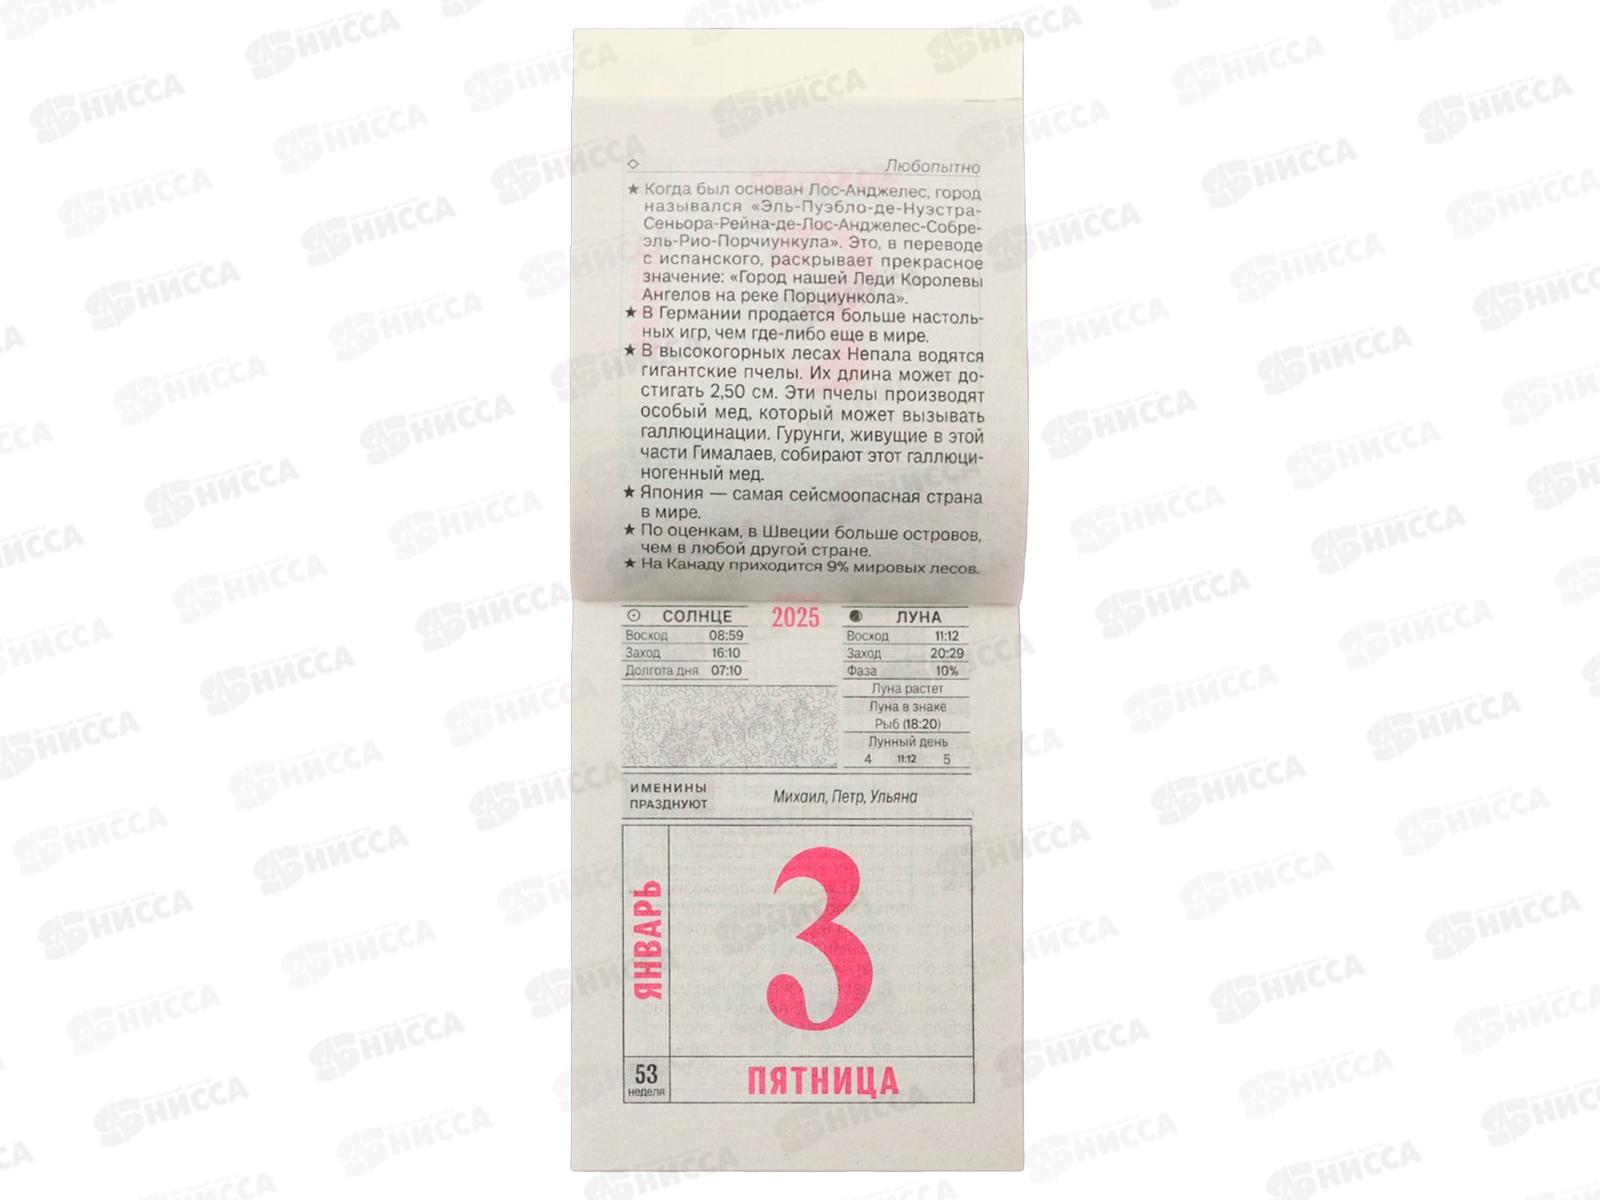 Любопытно
★ Когда был основан Лос-Анджелес, город
назывался «Эль-Пуэбло-де-Нуэстра-
Сеньора-Рейна-де-Лос-Анджелес-Собре-
эль-Рио-Порчиункула». Это, в переводе
с испанского, раскрывает прекрасное
значение: «Город нашей Леди Королевы
Ангелов на реке Порциункола».
★ В Германии продается больше настоль-
ных игр, чем где-либо еще в мире.
★ В высокогорных лесах Непала водятся
гигантские пчелы. Их длина может до-
стигать 2,50 см. Эти пчелы производят
особый мед, который может вызывать
галлюцинации. Гурунги, живущие в этой
части Гималаев, собирают этот галлюци-
ногенный мед.
★ Япония — самая сейсмоопасная страна
в мире.
★ По оценкам, в Швеции больше островов,
чем в любой другой стране.
★ На Канаду приходится 9% мировых лесов.
СОЛНЦЕ
Восход 08:59
Заход 16:10
Долгота дня 07:10
2025
ЛУНА
Восход 11:12
Заход 20:29
Фаза 10%
Луна растет
Луна в знаке
Рыб (18:20)
Лунный день
4 11:12 5
ИМЕНИНЫ
ПРАЗДНУЮТ
Михаил, Петр, Ульяна
ЯНВАРЬ
3
53
неделя
ПЯТНИЦА
НИССА